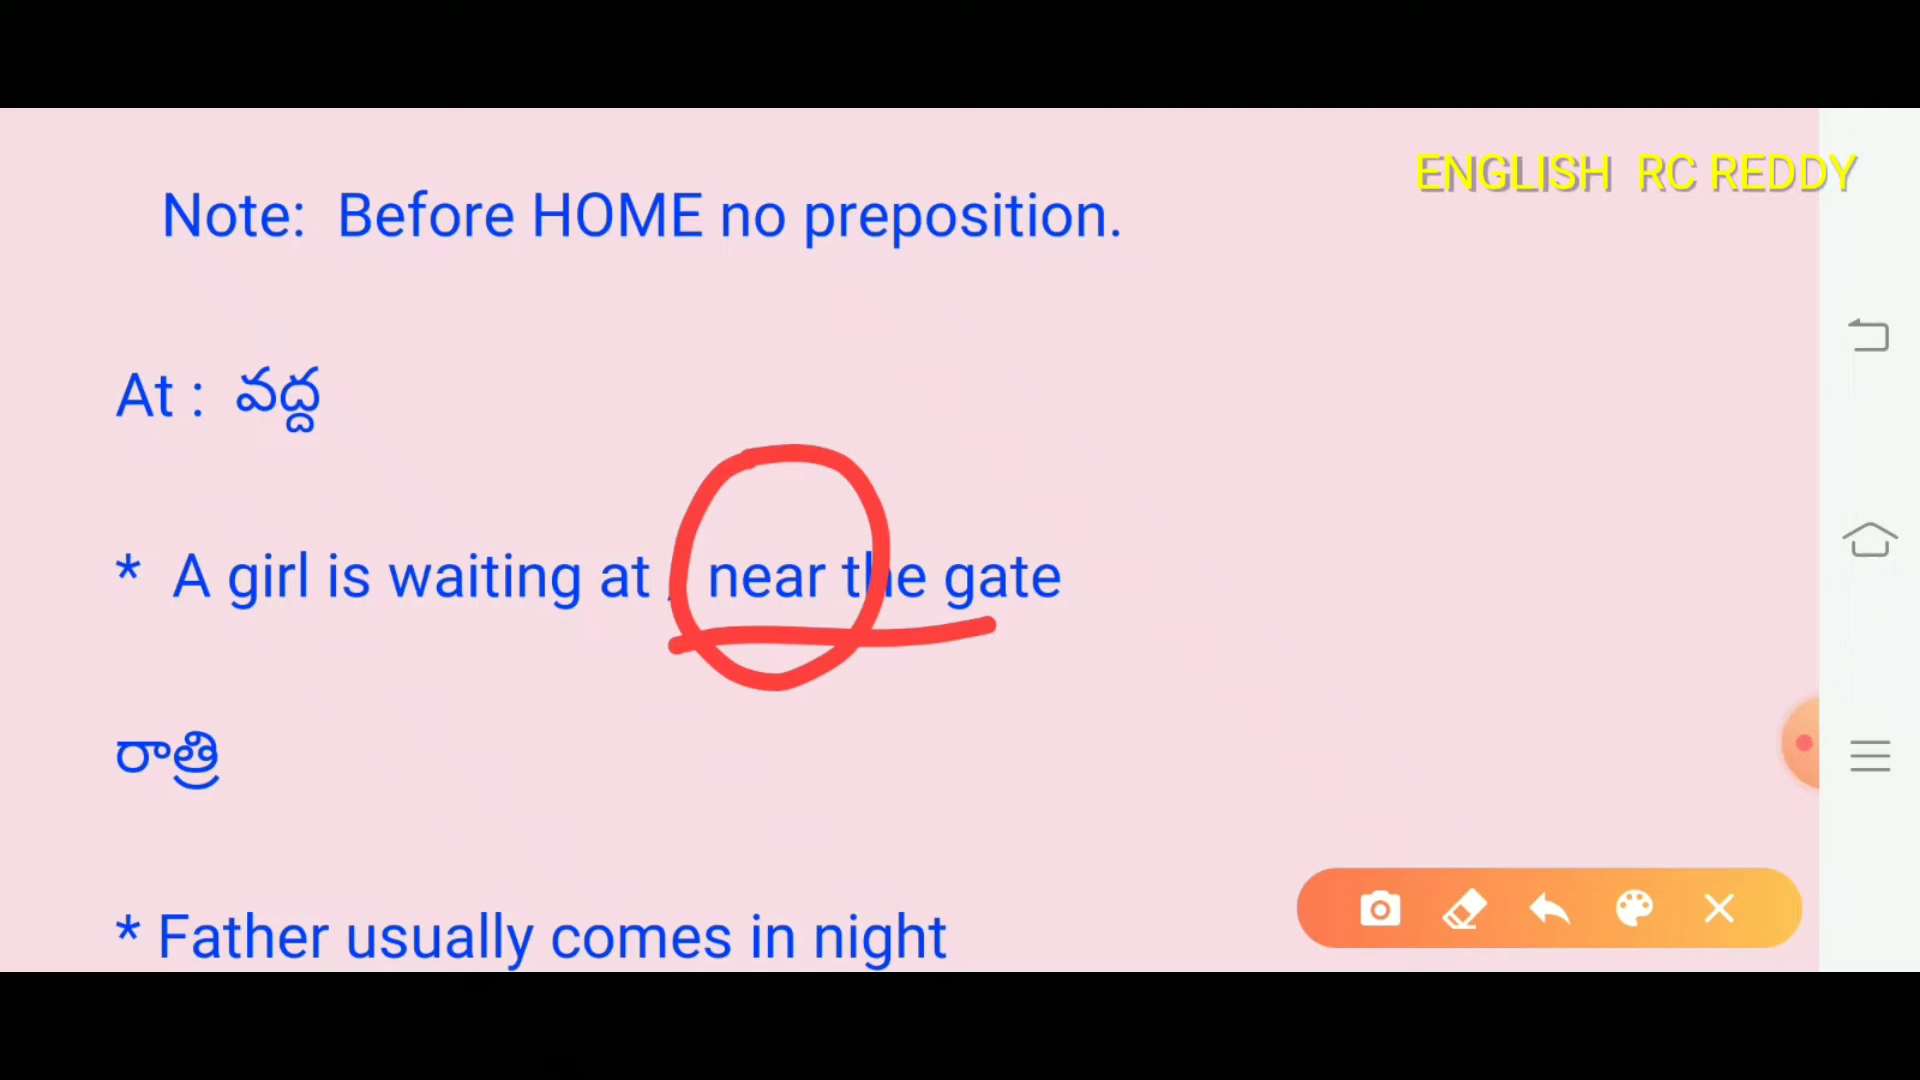 ENGLISH RC REDDY
Note: Before HOME no preposition.
At : వద్ద
* A girl is waiting at , near the gate
రాత్రి
* Father usually comes in night